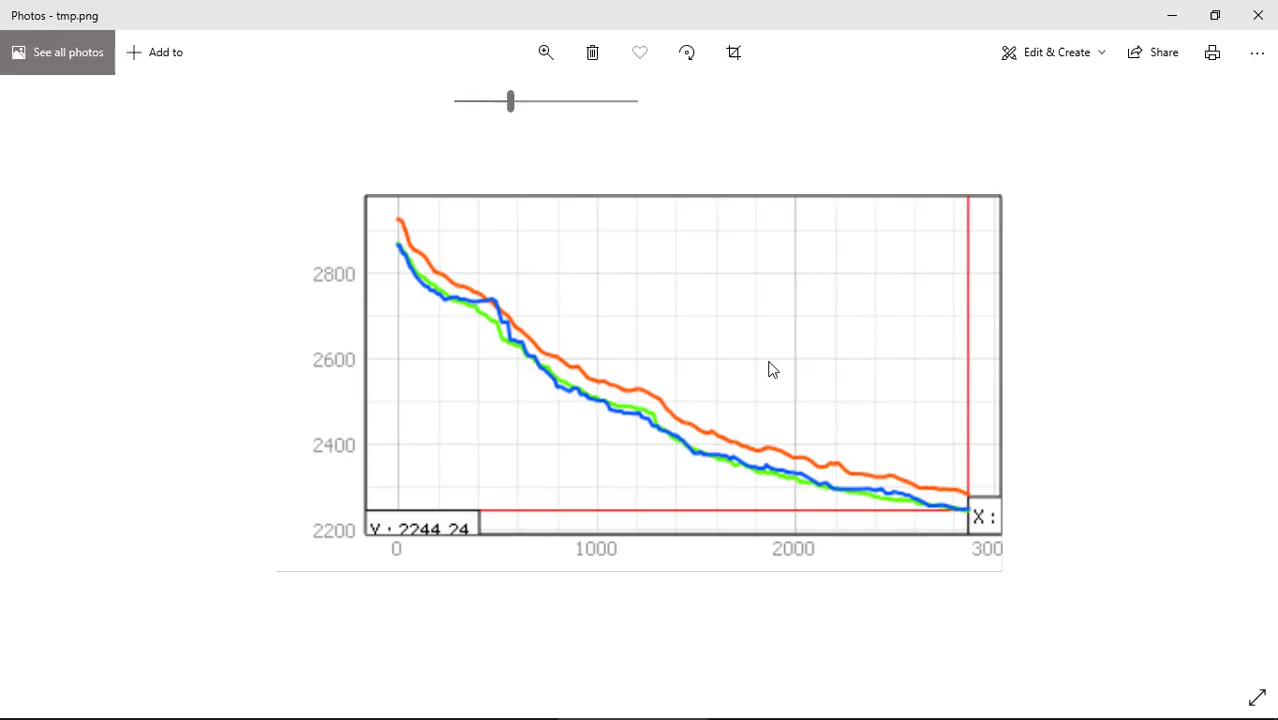 Photos - tmp.png
See all photos
Add to
Edit & Create
Share
2800
2600
2400
2200
Y : 2244.24
X :
0
1000
2000
300